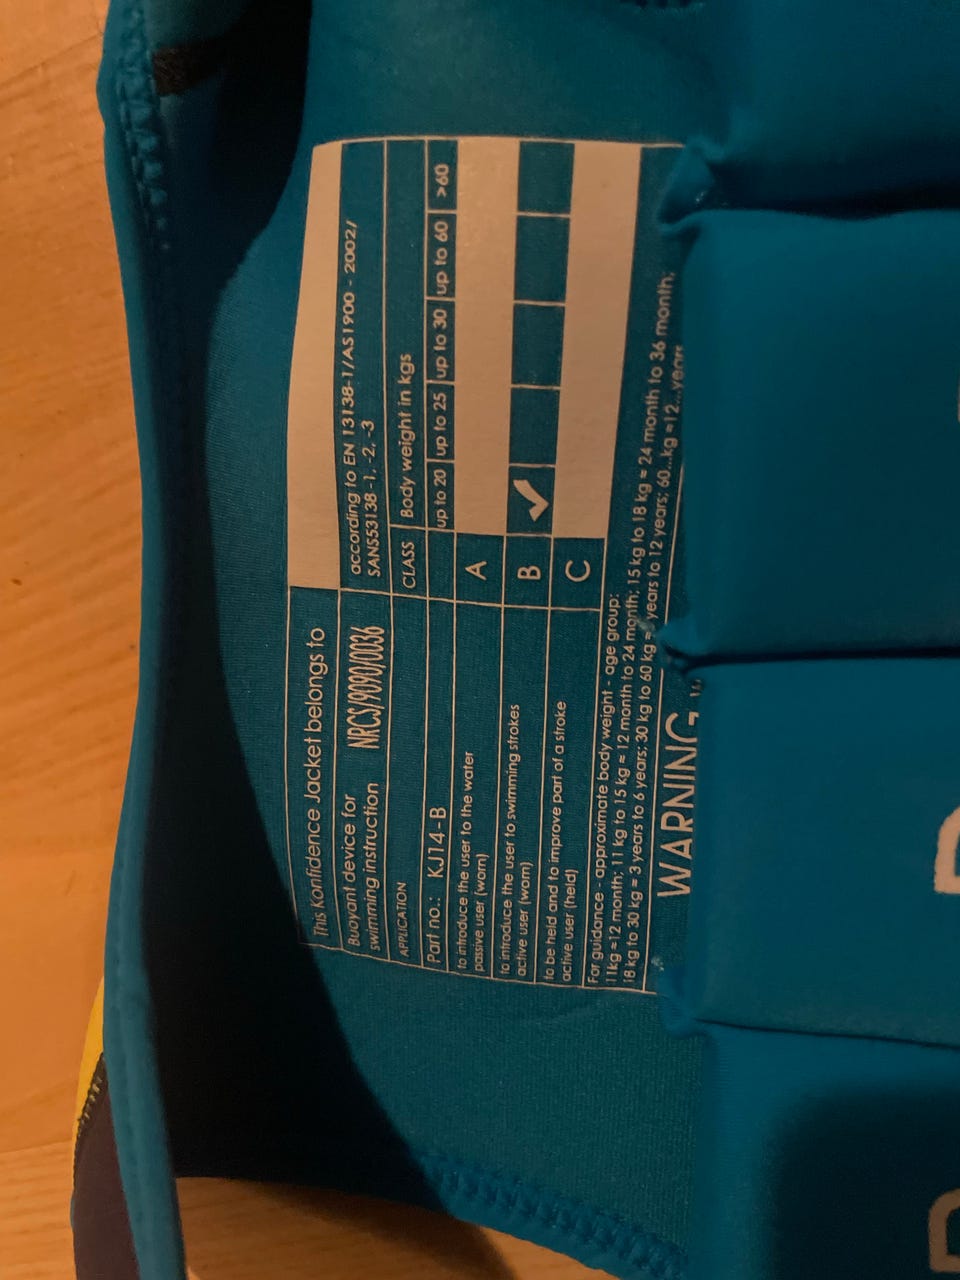 This Konfidence Jacket belongs to
Buoyant device for
swimming instruction
NRCS/9090/0036
according to EN 13138-1/AS1900 - 2002/
SANS53138 -1, -2, -3
APPLICATION
CLASS
Body weight in kgs
Part no.: KJ14-B
up to 20 up to 25 up to 30 up to 60 >60
to introduce the user to the water
passive user (worn)
A
to introduce the user to swimming strokes
active user (worn)
B ✓
to be held and to improve part of a stroke
active user (held)
C
For guidance - approximate body weight - age group:
11kg = 12 month; 11 kg to 15 kg = 12 month to 24 month; 15 kg to 18 kg = 24 month to 36 month;
18 kg to 30 kg = 3 years to 6 years; 30 kg to 60 kg = years to 12 years; 60...kg =12...years
WARNING